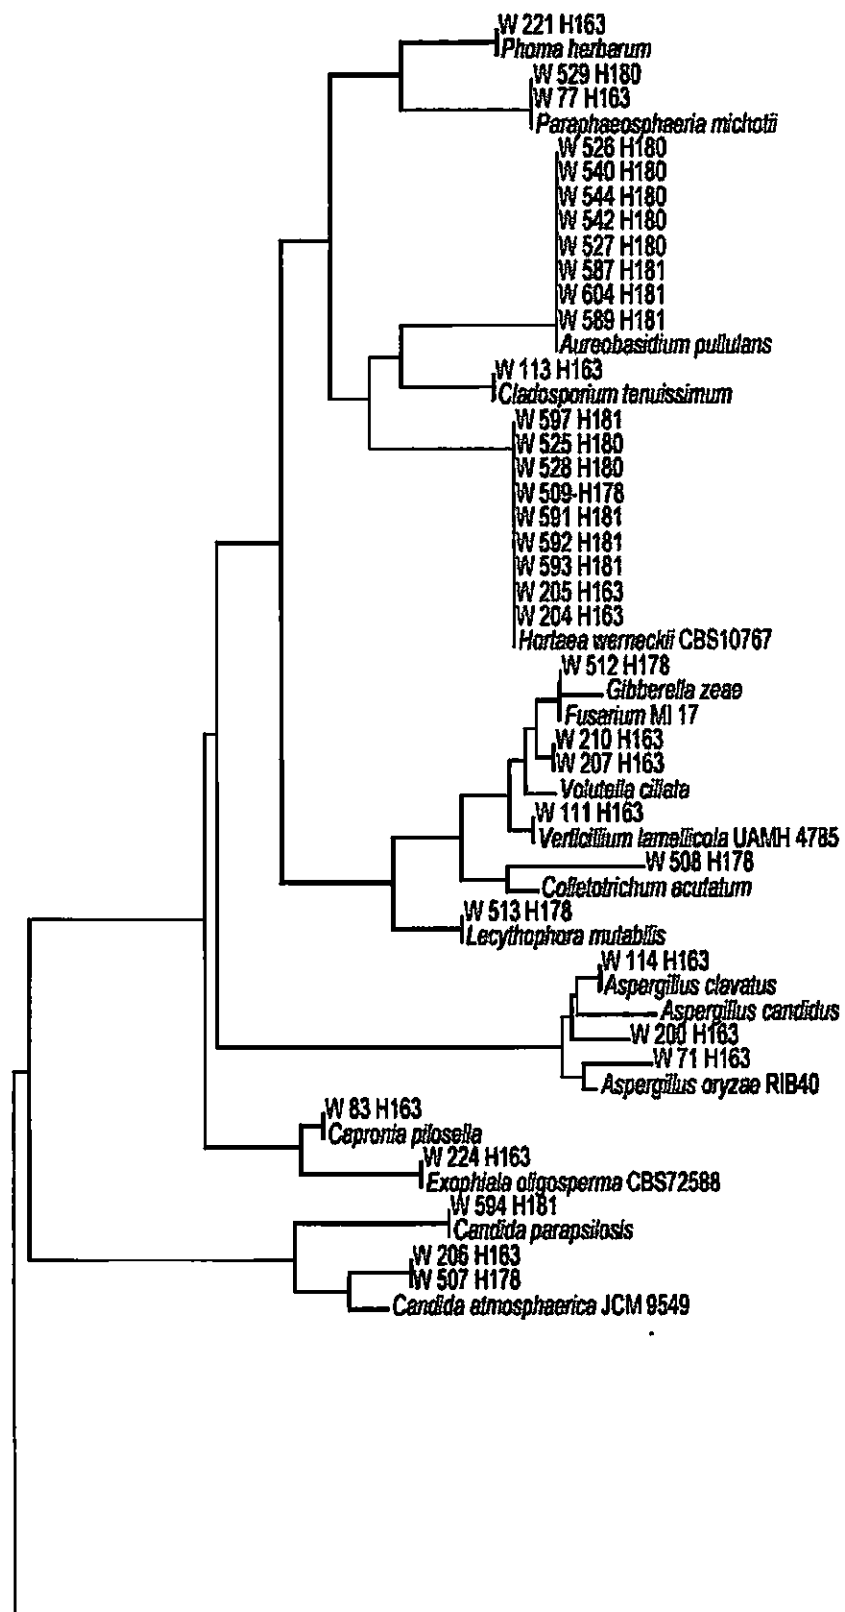 W 221 H163
Phoma herbarum
W 529 H180
W 77 H163
Paraphaeosphaeria michotii
W 526 H180
W 540 H180
W 544 H180
W 542 H180
W 527 H180
W 587 H181
W 604 H181
W 589 H181
Aureobasidium pullulans
W 113 H163
Cladosporium tenuissimum
W 597 H181
W 525 H180
W 528 H180
W 509-H178
W 591 H181
W 592 H181
W 593 H181
W 205 H163
W 204 H163
Hortaea werneckii CBS10767
W 512 H178
Gibberella zeae
Fusarium MI 17
W 210 H163
W 207 H163
Volutella ciliata
W 111 H163
Verticillium lamellicola UAMH 4785
W 508 H178
Colletotrichum acutatum
W 513 H178
Lecythophora mutabilis
W 114 H163
Aspergillus clavatus
Aspergillus candidus
W 200 H163
W 71 H163
Aspergillus oryzae RIB40
W 83 H163
Capronia pilosella
W 224 H163
Exophiala oligosperma CBS72588
W 594 H181
Candida parapsilosis
W 206 H163
W 507 H178
Candida atmosphaerica JCM 9549